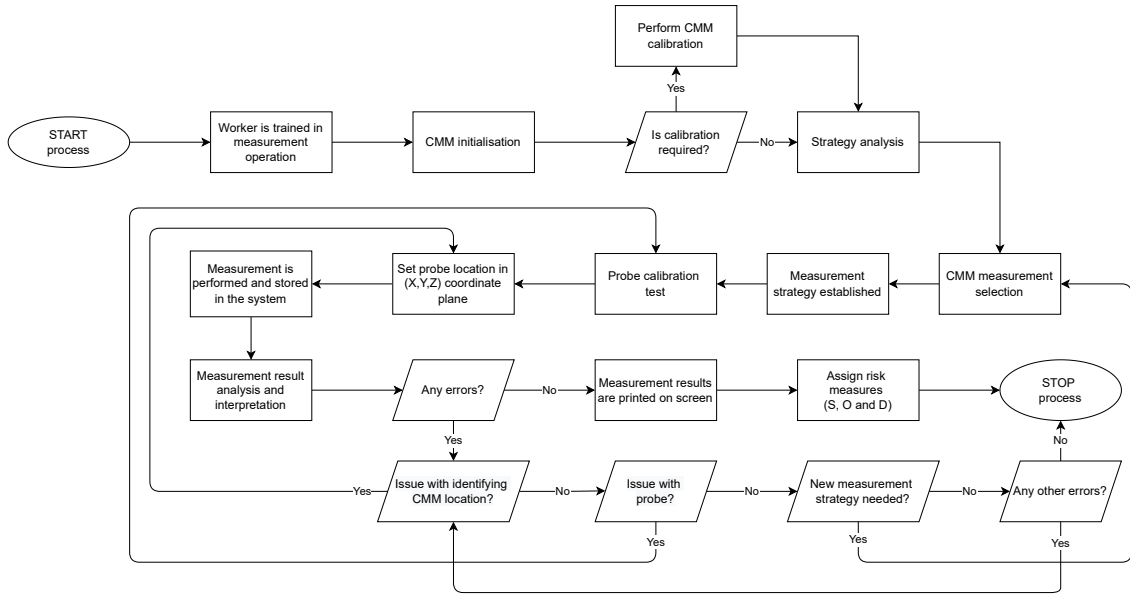 Perform CMM
calibration
Yes
START
process
Worker is trained in
measurement
operation
CMM initialisation
Is calibration
required?
No
Strategy analysis
Measurement is
performed and stored
in the system
Set probe location in
(X,Y,Z) coordinate
plane
Probe calibration
test
Measurement
strategy established
CMM measurement
selection
Measurement result
analysis and
interpretation
Any errors?
No
Measurement results
are printed on screen
Assign risk
measures
(S, O and D)
STOP
process
Yes
No
Yes
Issue with identifying
CMM location?
No
Issue with
probe?
No
New measurement
strategy needed?
No
Any other errors?
Yes
Yes
Yes